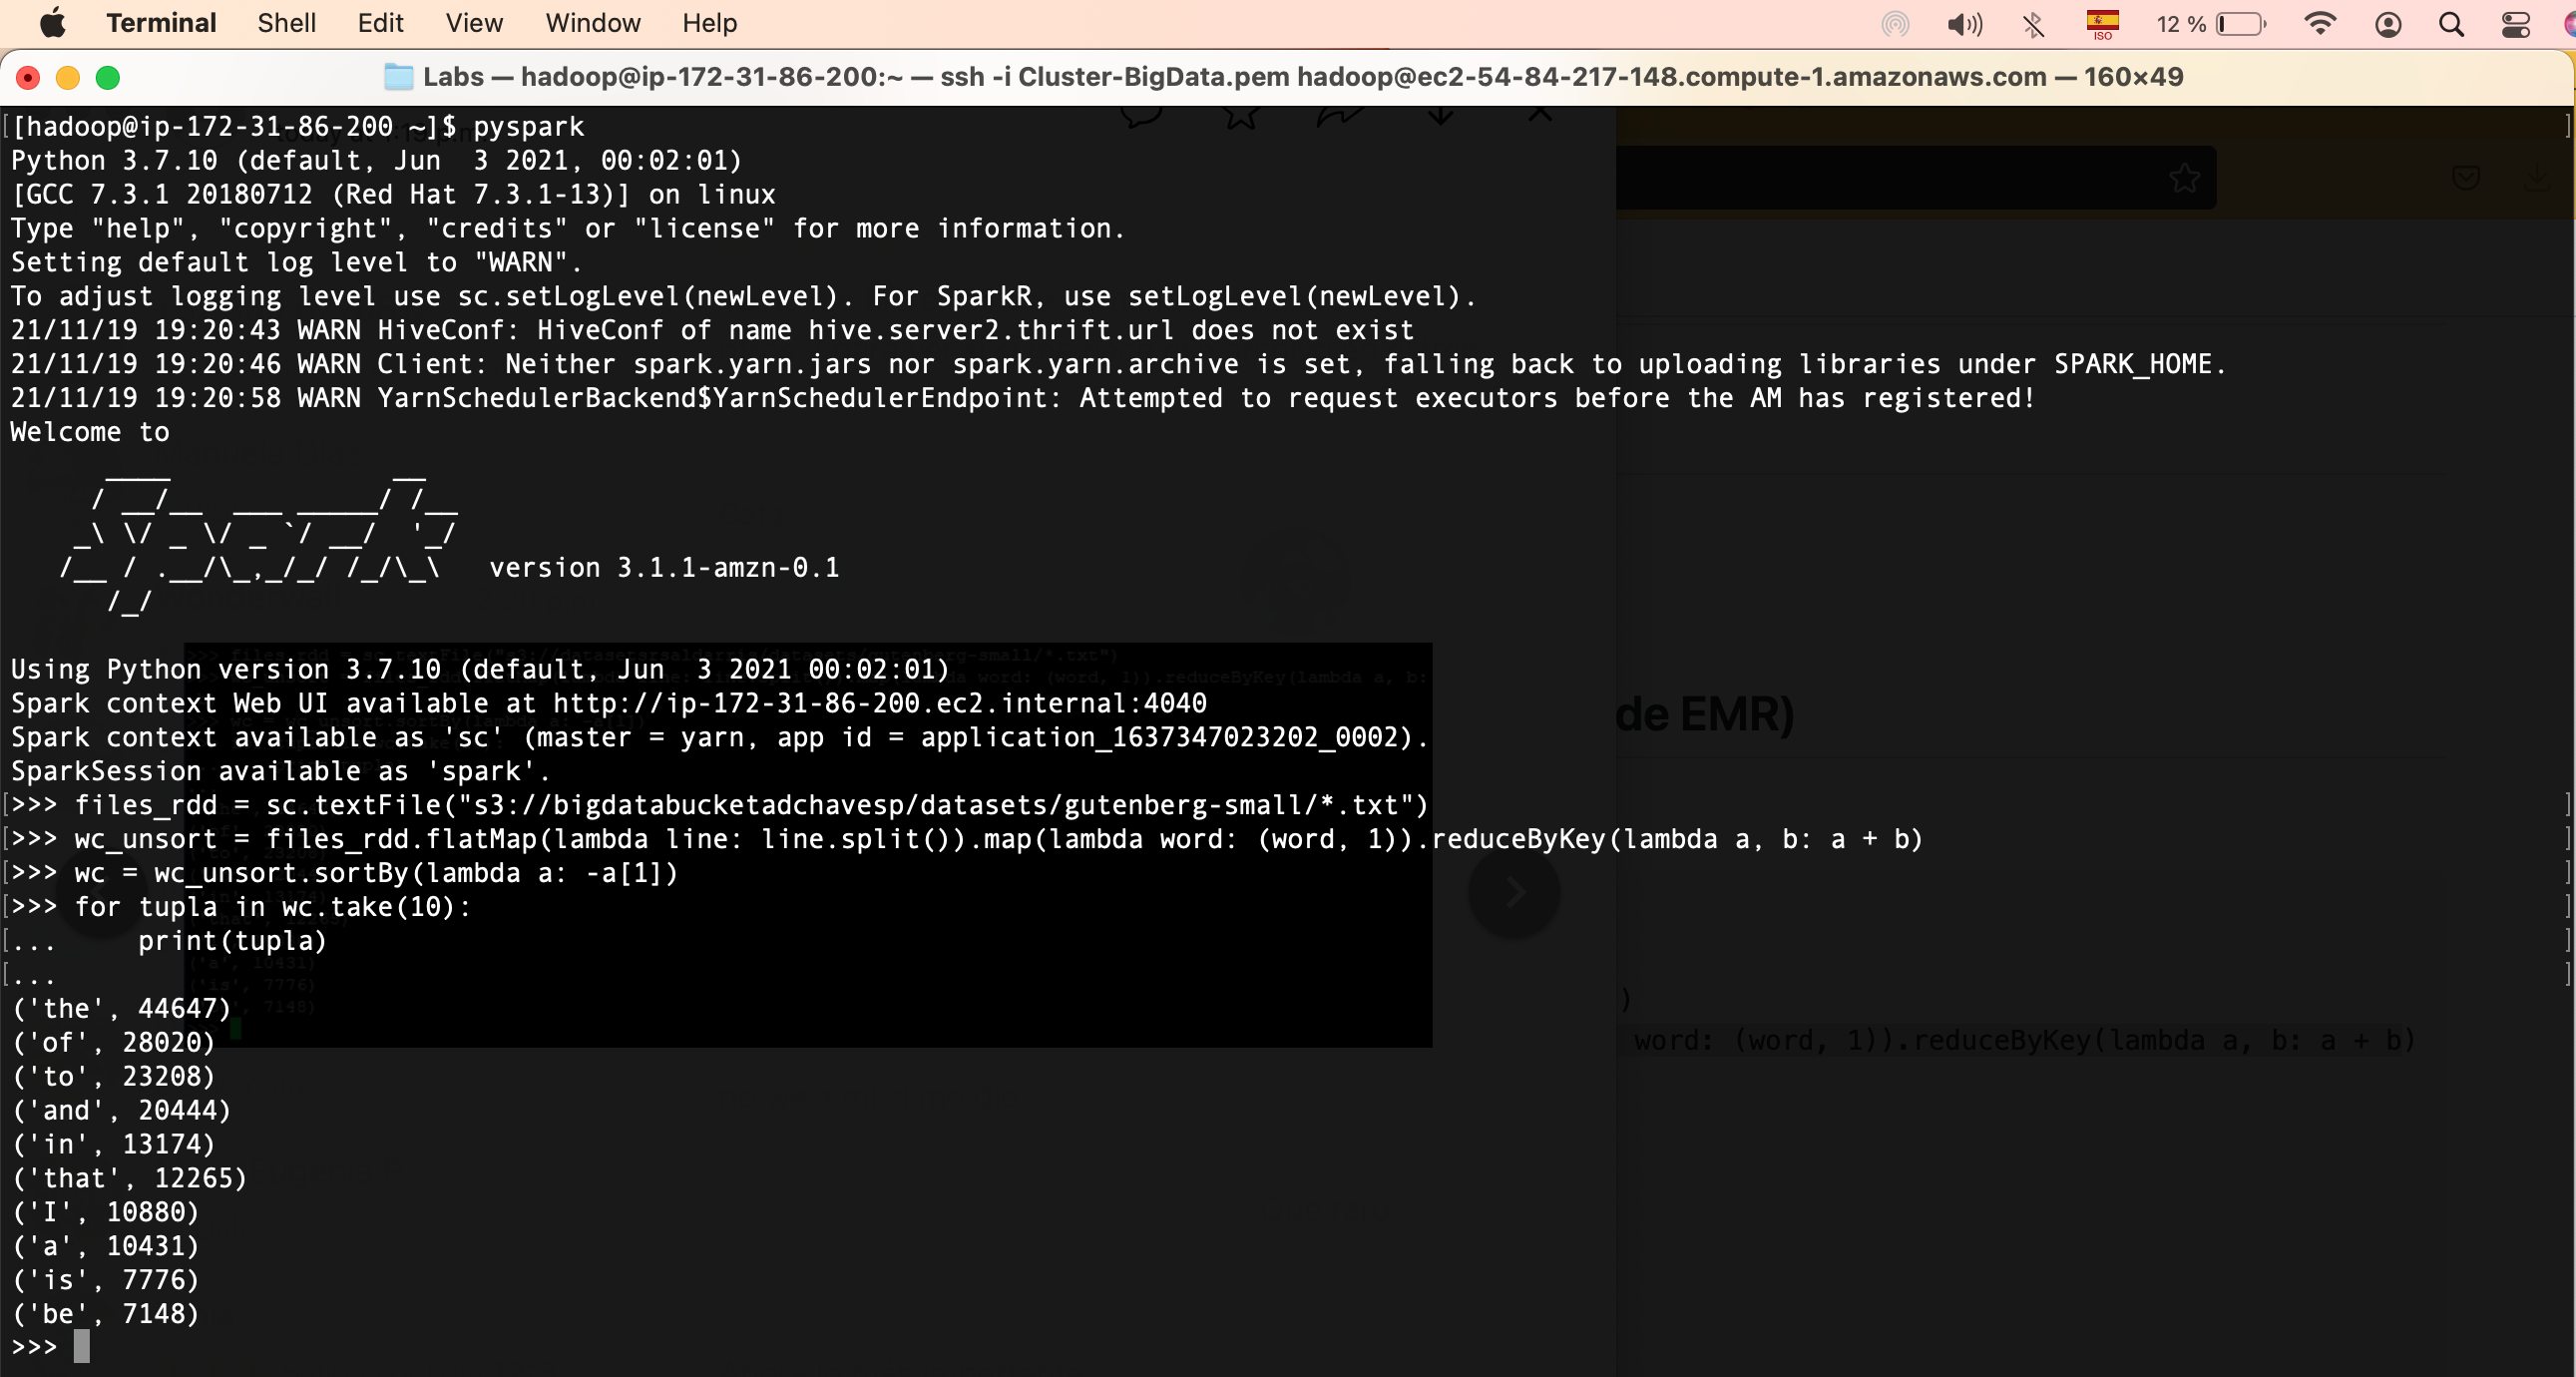 Terminal Shell Edit View Window Help ISO 12 %
Labs — hadoop@ip-172-31-86-200:~ — ssh -i Cluster-BigData.pem hadoop@ec2-54-84-217-148.compute-1.amazonaws.com — 160×49
[hadoop@ip-172-31-86-200 ~]$ pyspark
Python 3.7.10 (default, Jun  3 2021, 00:02:01)
[GCC 7.3.1 20180712 (Red Hat 7.3.1-13)] on linux
Type "help", "copyright", "credits" or "license" for more information.
Setting default log level to "WARN".
To adjust logging level use sc.setLogLevel(newLevel). For SparkR, use setLogLevel(newLevel).
21/11/19 19:20:43 WARN HiveConf: HiveConf of name hive.server2.thrift.url does not exist
21/11/19 19:20:46 WARN Client: Neither spark.yarn.jars nor spark.yarn.archive is set, falling back to uploading libraries under SPARK_HOME.
21/11/19 19:20:58 WARN YarnSchedulerBackend$YarnSchedulerEndpoint: Attempted to request executors before the AM has registered!
Welcome to
Spark version 3.1.1-amzn-0.1
Using Python version 3.7.10 (default, Jun  3 2021 00:02:01)
Spark context Web UI available at http://ip-172-31-86-200.ec2.internal:4040
de EMR)
Spark context available as 'sc' (master = yarn, app id = application_1637347023202_0002).
SparkSession available as 'spark'.
>>> files_rdd = sc.textFile("s3://bigdatabucketadchavesp/datasets/gutenberg-small/*.txt")
>>> wc_unsort = files_rdd.flatMap(lambda line: line.split()).map(lambda word: (word, 1)).reduceByKey(lambda a, b: a + b)
>>> wc = wc_unsort.sortBy(lambda a: -a[1])
>>> for tupla in wc.take(10):
...     print(tupla)
...
('the', 44647)
('of', 28020)
word: (word, 1)).reduceByKey(lambda a, b: a + b)
('to', 23208)
('and', 20444)
('in', 13174)
('that', 12265)
('I', 10880)
('a', 10431)
('is', 7776)
('be', 7148)
>>>